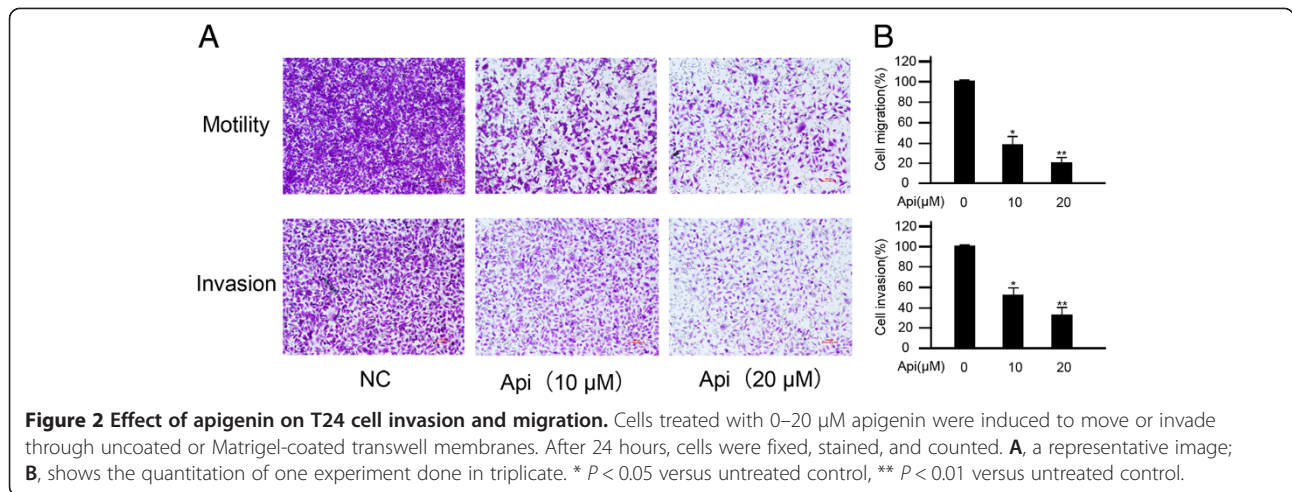 A
B
Motility
Invasion
NC
Api (10 µM)
Api (20 µM)
Cell migration(%)
120
100
80
60
40
20
0
*
**
Api(µM) 0 10 20
Cell invasion(%)
120
100
80
60
40
20
0
*
**
Api(µM) 0 10 20
Figure 2 Effect of apigenin on T24 cell invasion and migration. Cells treated with 0–20 µM apigenin were induced to move or invade
through uncoated or Matrigel-coated transwell membranes. After 24 hours, cells were fixed, stained, and counted. A, a representative image;
B, shows the quantitation of one experiment done in triplicate. * P < 0.05 versus untreated control, ** P < 0.01 versus untreated control.